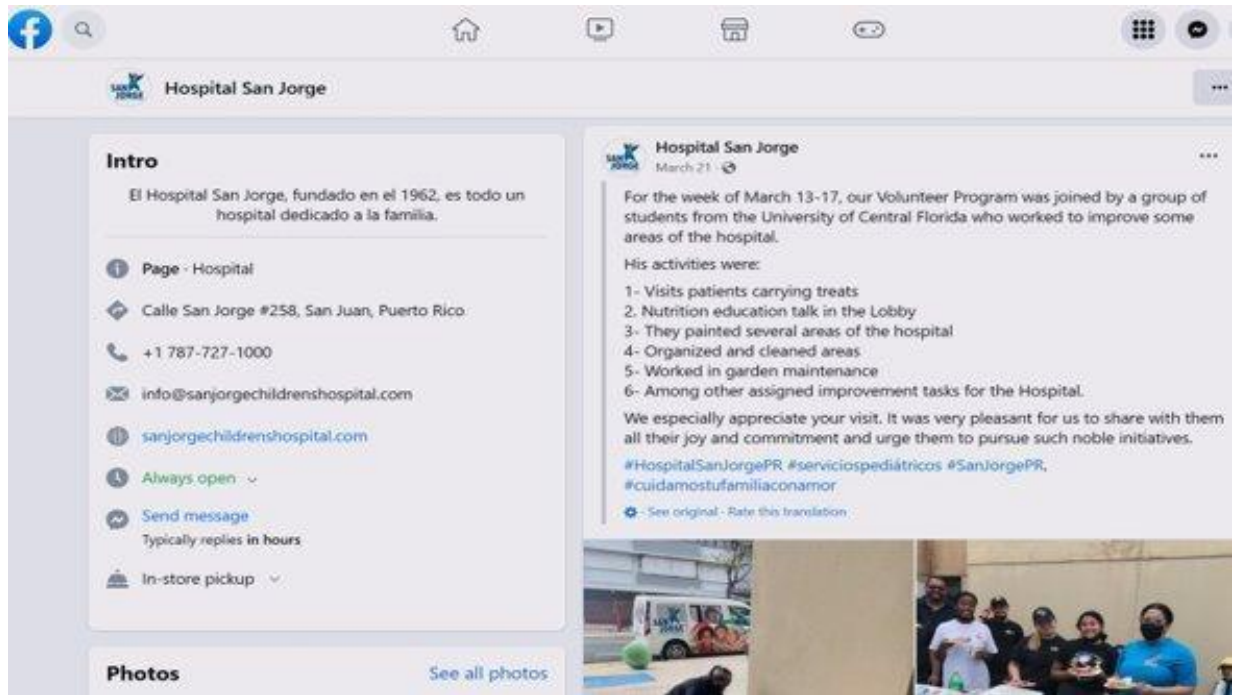 SAN JORGE
Hospital San Jorge
Intro
El Hospital San Jorge, fundado en el 1962, es todo un
hospital dedicado a la familia.
Page · Hospital
Calle San Jorge #258, San Juan, Puerto Rico
+1 787-727-1000
info@sanjorgechildrenshospital.com
sanjorgechildrenshospital.com
Always open
Send message
Typically replies in hours
In-store pickup
Photos
See all photos
SAN JORGE
Hospital San Jorge
March 21 ·
For the week of March 13-17, our Volunteer Program was joined by a group of
students from the University of Central Florida who worked to improve some
areas of the hospital.
His activities were:
1- Visits patients carrying treats
2. Nutrition education talk in the Lobby
3- They painted several areas of the hospital
4- Organized and cleaned areas
5- Worked in garden maintenance
6- Among other assigned improvement tasks for the Hospital.
We especially appreciate your visit. It was very pleasant for us to share with them
all their joy and commitment and urge them to pursue such noble initiatives.
#HospitalSanJorgePR #serviciospediátricos #SanJorgePR,
#cuidamostufamiliaconamor
· See original · Rate this translation
SAN JORGE